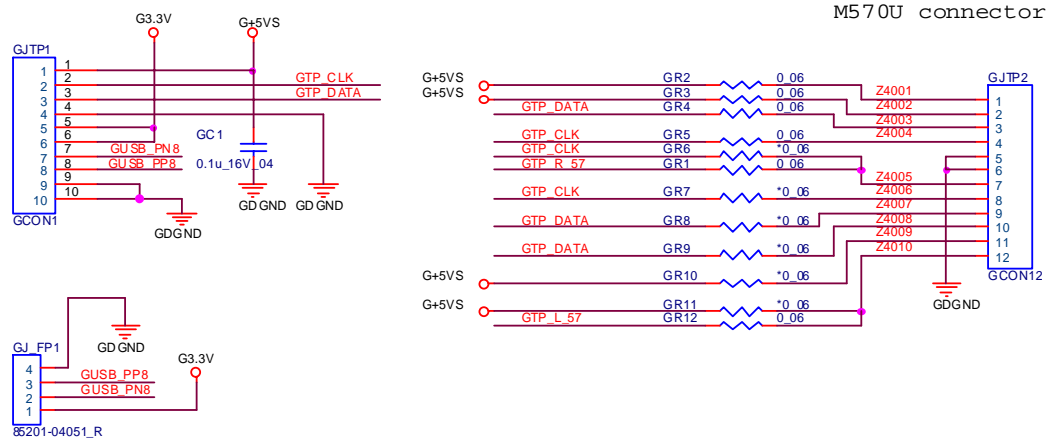 M570U connector
G3.3V
G+5VS
GJTP1
1
1
2
2
GTP_CLK
3
3
GTP_DATA
4
4
5
5
6
6
7
7
GUSB_PN8
8
8
GUSB_PP8
9
9
10
10
GCON1
GC1
0.1u_16V_04
GDGND
GDGND
GDGND
G+5VS GR2 0_06 Z4001
G+5VS GR3 0_06 Z4002
GTP_DATA GR4 0_06 Z4003
GTP_CLK GR5 0_06 Z4004
GTP_CLK GR6 *0_06
GTP_R_57 GR1 0_06 Z4005
GTP_CLK GR7 *0_06 Z4006
GTP_DATA GR8 *0_06 Z4007
GTP_DATA GR9 *0_06 Z4008
G+5VS GR10 *0_06 Z4009
G+5VS GR11 *0_06 Z4010
GTP_L_57 GR12 0_06
GJTP2
1
2
3
4
5
6
7
8
9
10
11
12
GCON12
GDGND
GDGND
GJ_FP1
G3.3V
4
3
GUSB_PP8
2
GUSB_PN8
1
85201-04051_R